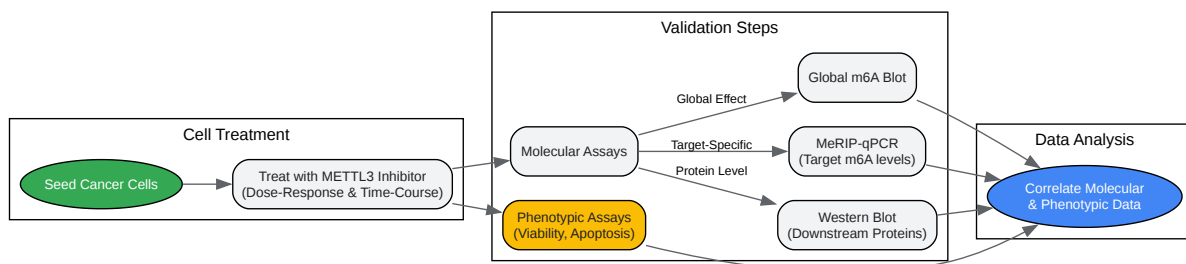 Validation Steps
Global m6A Blot
Global Effect
Cell Treatment
Data Analysis
Seed Cancer Cells
Treat with METTL3 Inhibitor
(Dose-Response & Time-Course)
Molecular Assays
Target-Specific
MeRIP-qPCR
(Target m6A levels)
Protein Level
Correlate Molecular
& Phenotypic Data
Phenotypic Assays
(Viability, Apoptosis)
Western Blot
(Downstream Proteins)